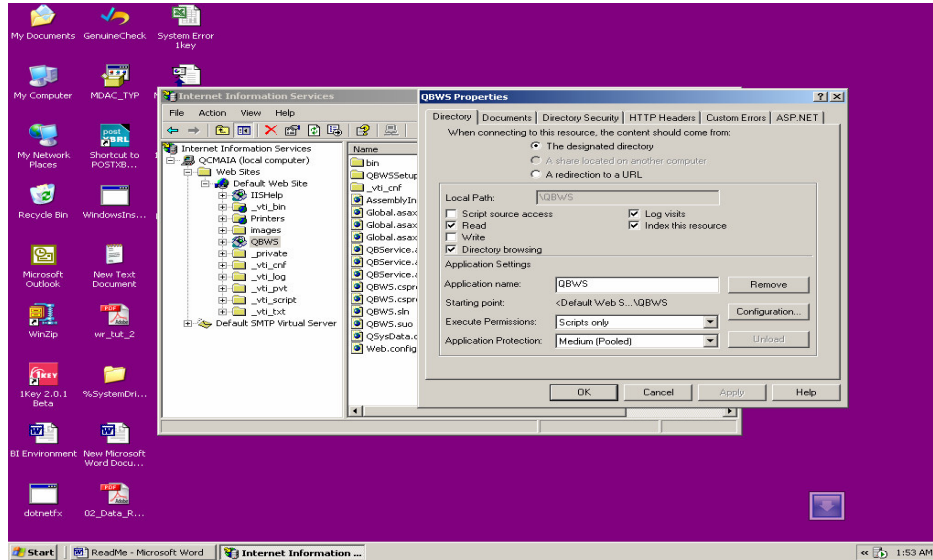 My Documents
GenuineCheck
System Error
1key
My Computer
MDAC_TYP
My Network
Places
Shortcut to
POSTXB...
Recycle Bin
WindowsIns...
Microsoft
Outlook
New Text
Document
WinZip
wr_tut_2
1Key 2.0.1
Beta
%SystemDri...
BI Environment
New Microsoft
Word Docu...
dotnetfx
02_Data_R...
Internet Information Services
File Action View Help
Internet Information Services
QCMAIA (local computer)
Web Sites
Default Web Site
IISHelp
_vti_bin
Printers
images
QBWS
_private
_vti_cnf
_vti_log
_vti_pvt
_vti_script
_vti_txt
Default SMTP Virtual Server
Name
bin
QBWSSetup
_vti_cnf
AssemblyIn
Global.asax
Global.asax
Global.asax
QBService.a
QBService.a
QBService.a
QBWS.cspr
QBWS.cspr
QBWS.sln
QBWS.suo
QSysData.c
Web.config
QBWS Properties
Directory Documents Directory Security HTTP Headers Custom Errors ASP.NET
When connecting to this resource, the content should come from:
The designated directory
A share located on another computer
A redirection to a URL
Local Path: \QBWS
Script source access
Log visits
Read
Index this resource
Write
Directory browsing
Application Settings
Application name: QBWS Remove
Starting point: <Default Web S...\QBWS
Configuration...
Execute Permissions: Scripts only
Application Protection: Medium (Pooled) Unload
OK Cancel Apply Help
Start
ReadMe - Microsoft Word
Internet Information ...
1:53 AM